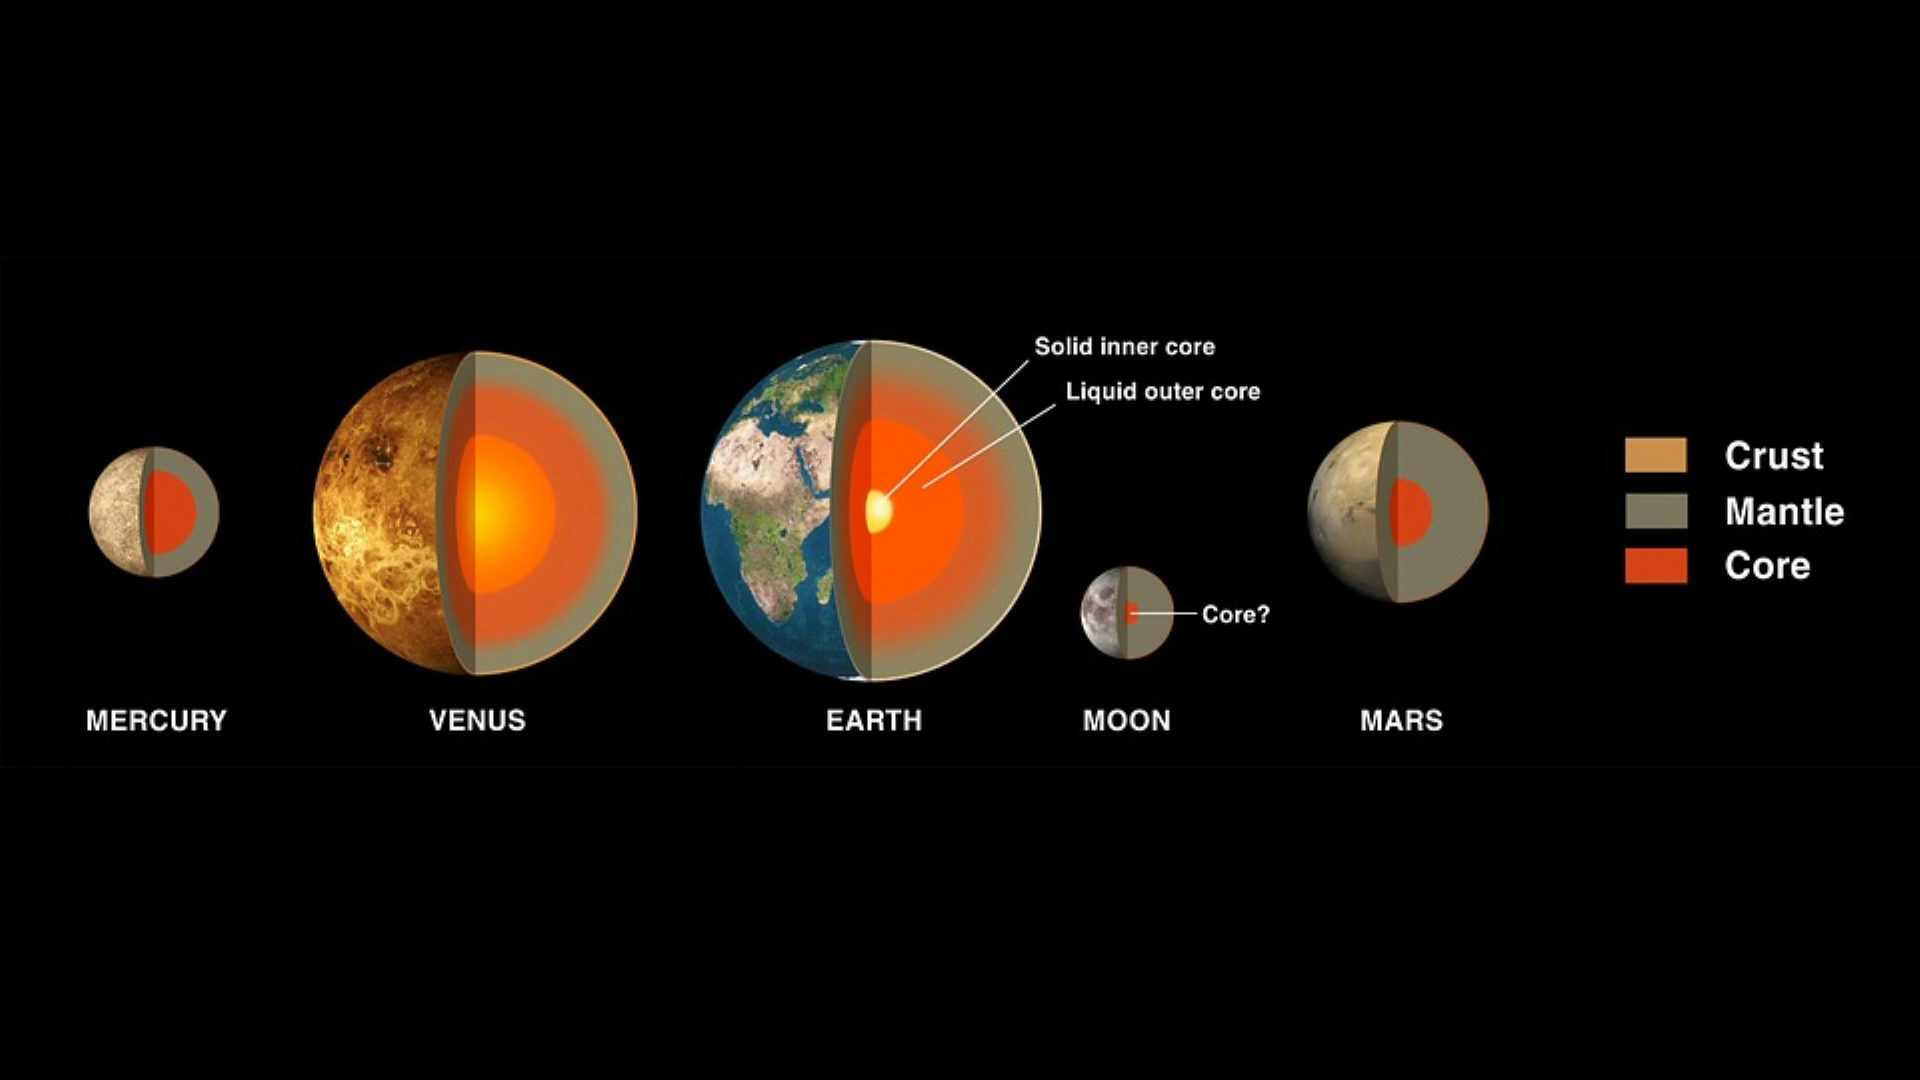 Solid inner core
Liquid outer core
Core?
MERCURY
VENUS
EARTH
MOON
MARS
Crust
Mantle
Core